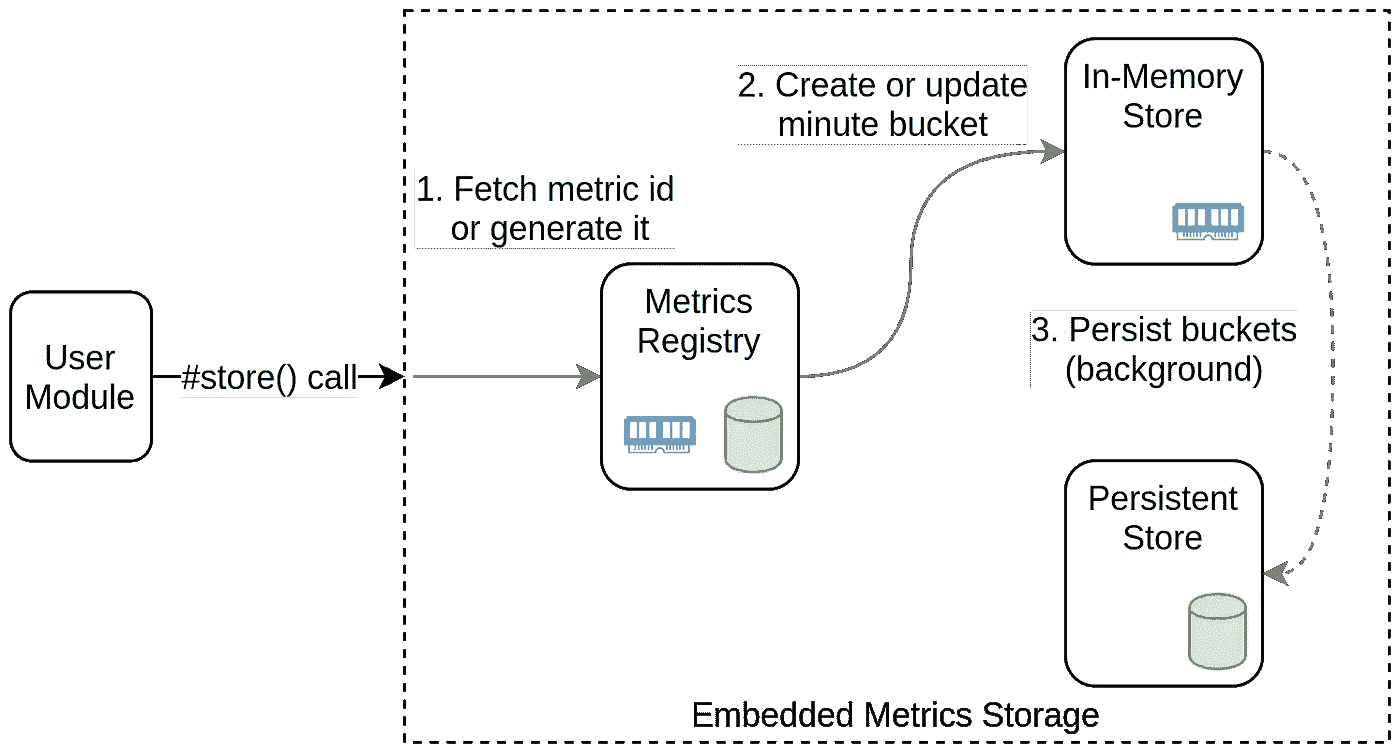 User
Module
#store() call
1. Fetch metric id
or generate it
Metrics
Registry
2. Create or update
minute bucket
In-Memory
Store
3. Persist buckets
(background)
Persistent
Store
Embedded Metrics Storage